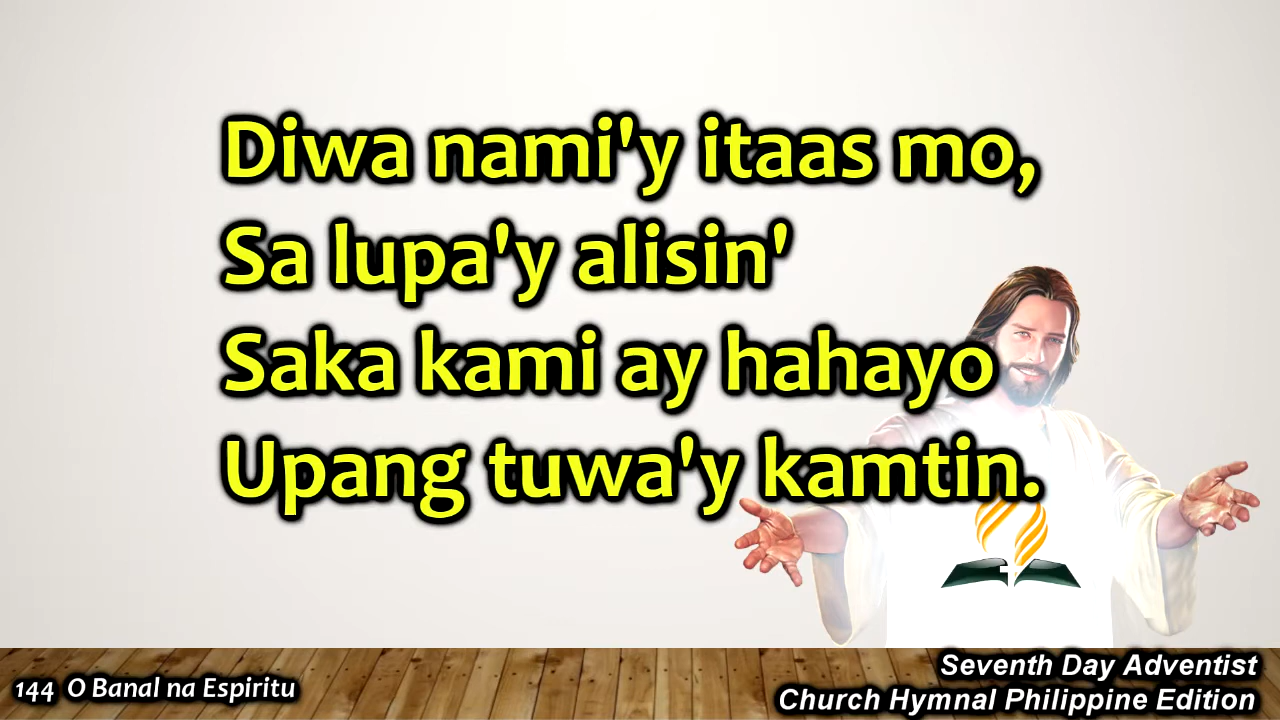 Diwa nami'y itaas mo,
Sa lupa'y alisin'
Saka kami ay hahayo
Upang tuwa'y kamtin.
144 O Banal na Espiritu
Seventh Day Adventist
Church Hymnal Philippine Edition